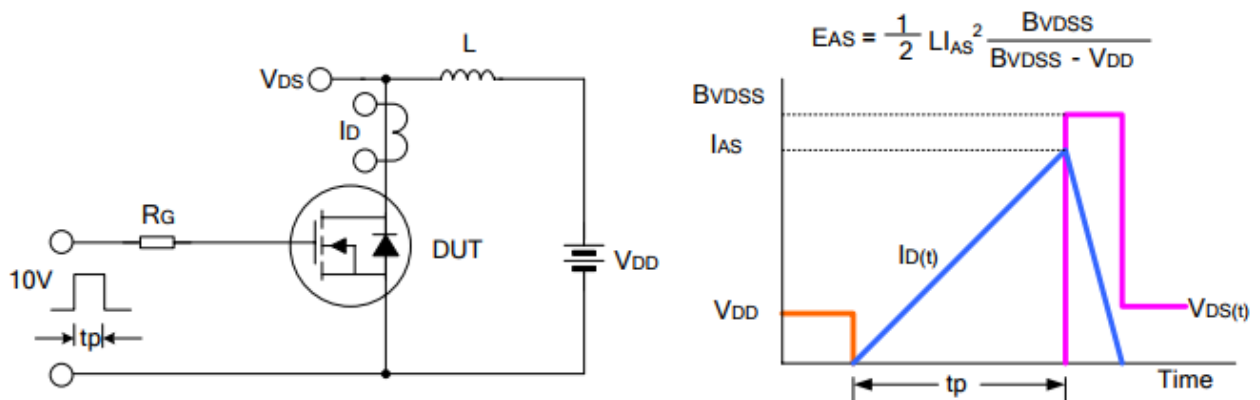 L
VDS
ID
RG
DUT
VDD
10V
tp
EAS = 1/2 LIAS² BVDSS / (BVDSS - VDD)
BVDSS
IAS
ID(t)
VDD
VDS(t)
tp
Time